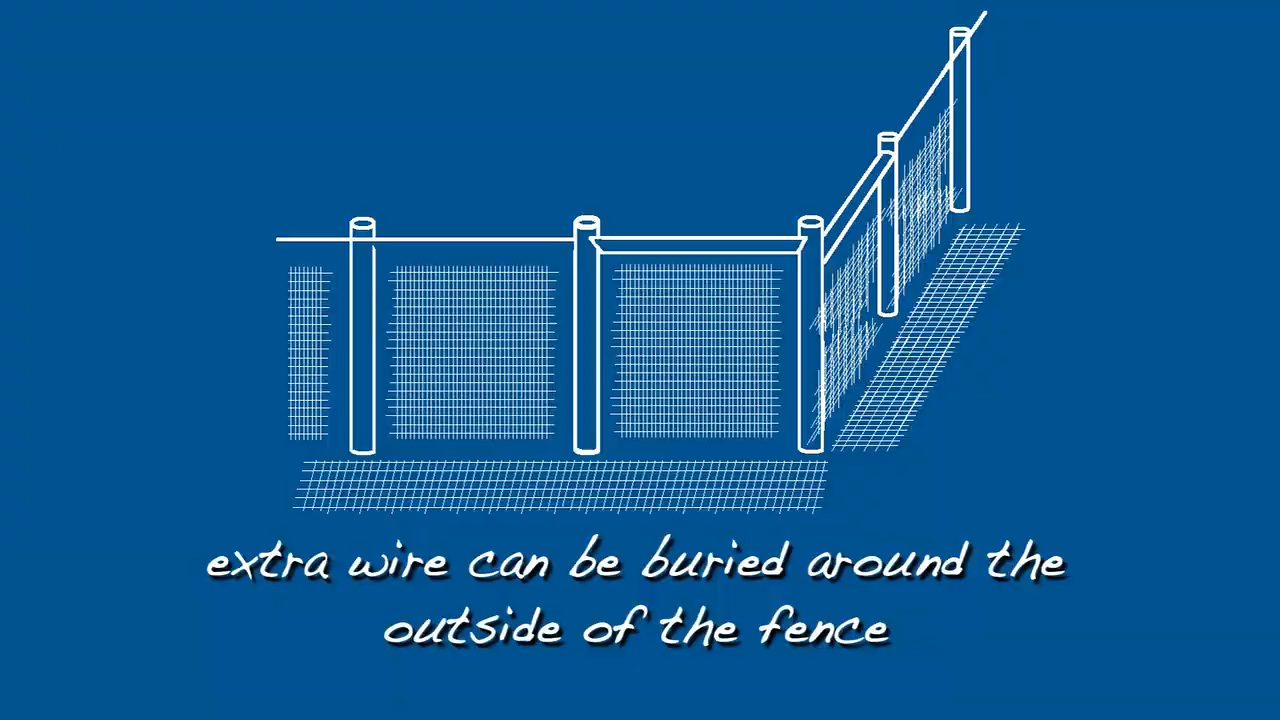 extra wire can be buried around the
outside of the fence